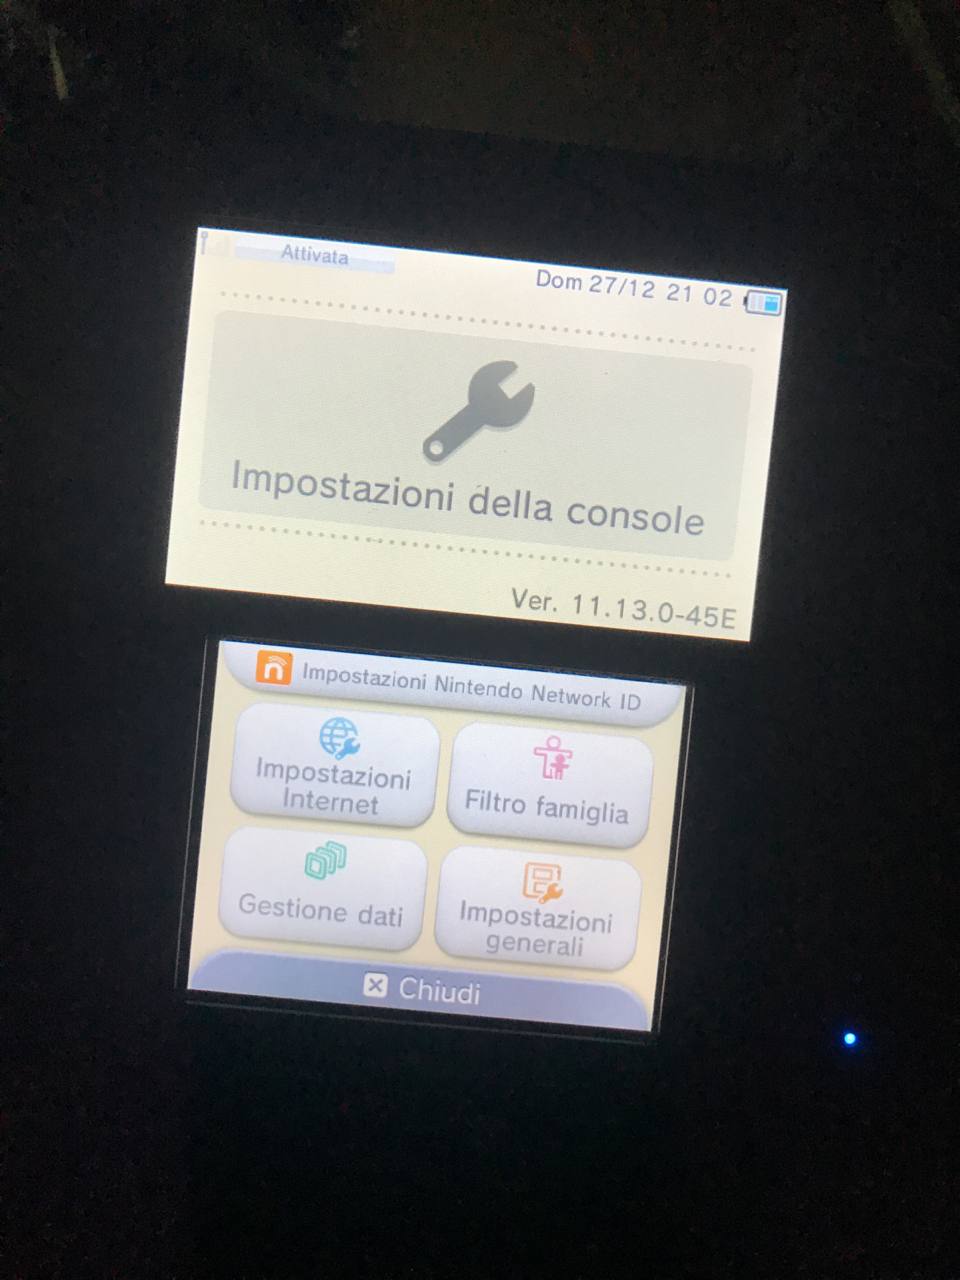 Attivata
Dom 27/12 21 02
Impostazioni della console
Ver. 11.13.0-45E
Impostazioni Nintendo Network ID
Impostazioni
Internet
Filtro famiglia
Gestione dati
Impostazioni
generali
Chiudi